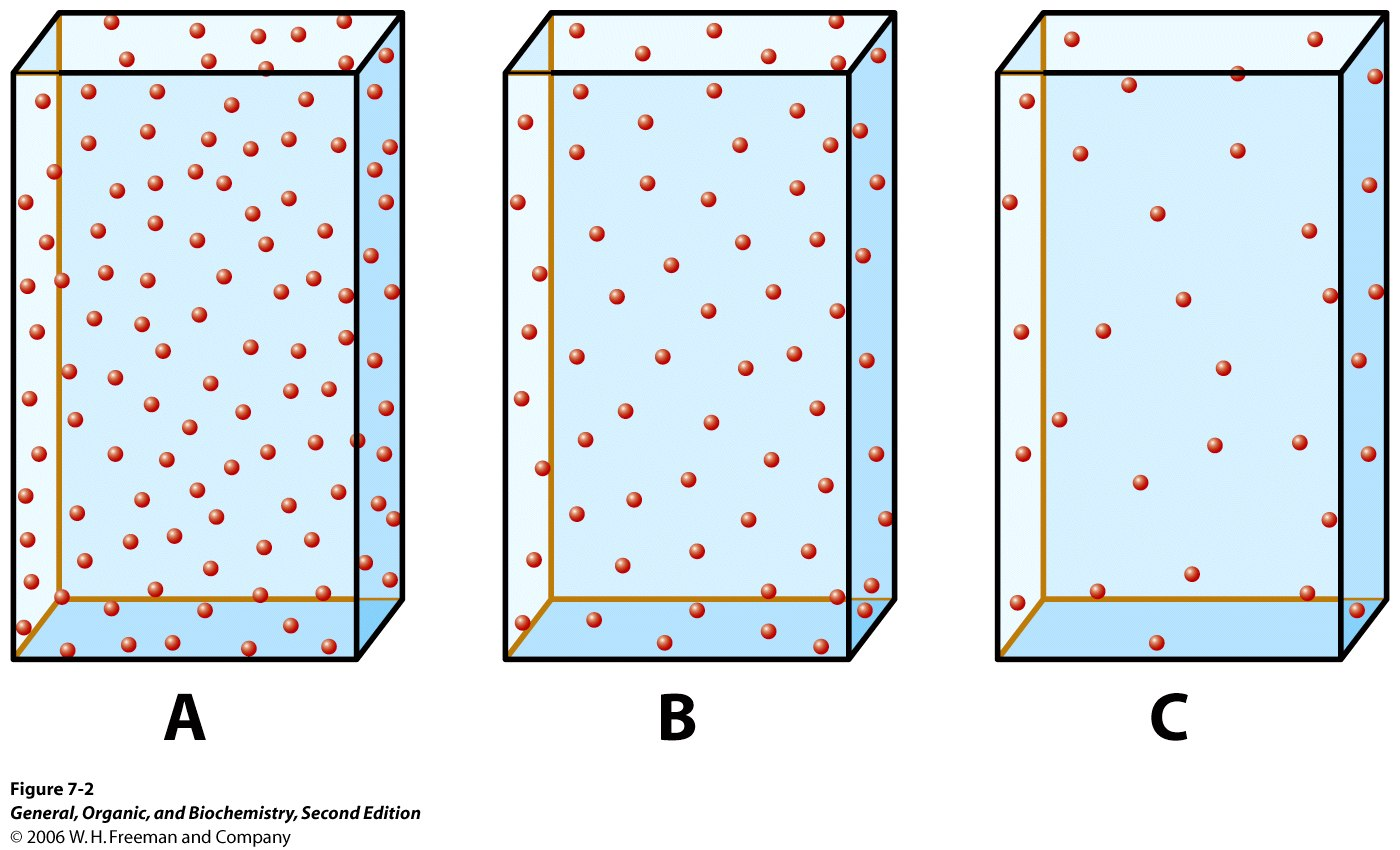 A B C
Figure 7-2
General, Organic, and Biochemistry, Second Edition
© 2006 W. H. Freeman and Company